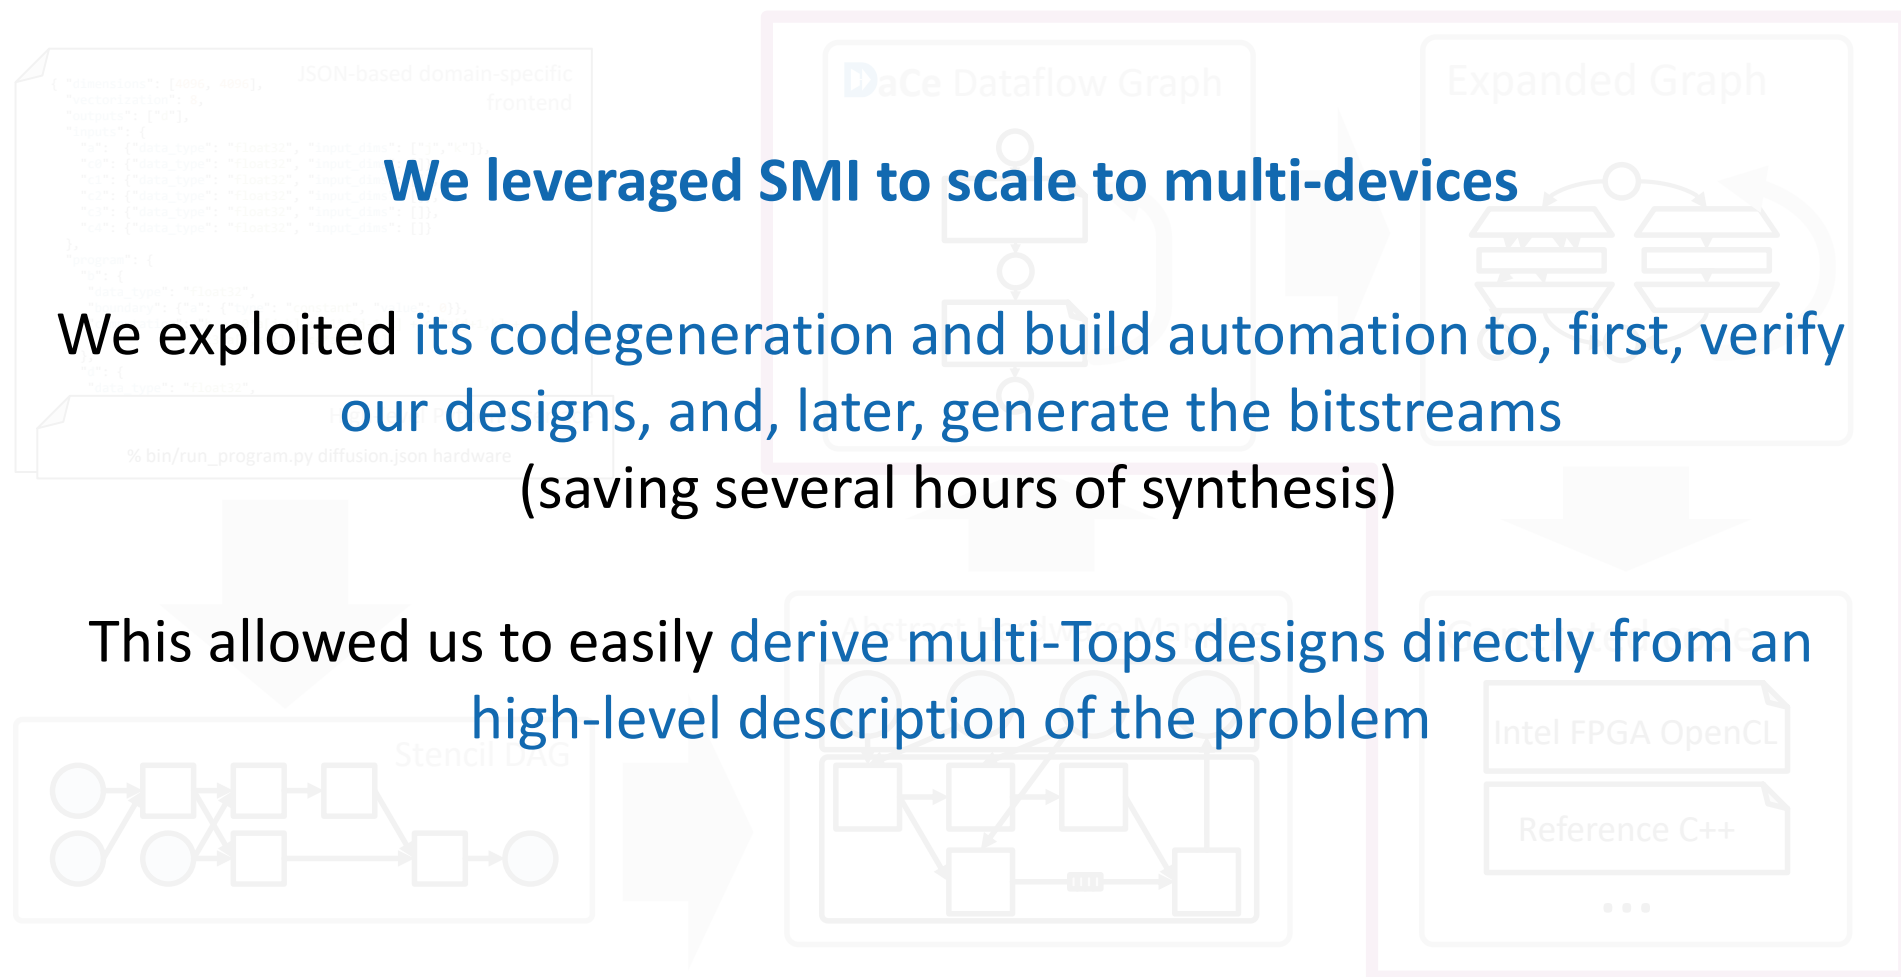 We leveraged SMI to scale to multi-devices
We exploited its codegeneration and build automation to, first, verify
our designs, and, later, generate the bitstreams
(saving several hours of synthesis)
This allowed us to easily derive multi-Tops designs directly from an
high-level description of the problem
JSON-based domain-specific
frontend
% bin/run_program.py diffusion.json hardware
DaCe Dataflow Graph
Expanded Graph
Stencil DAG
Abstract Hardware Mapping
Intel FPGA OpenCL
Reference C++
...